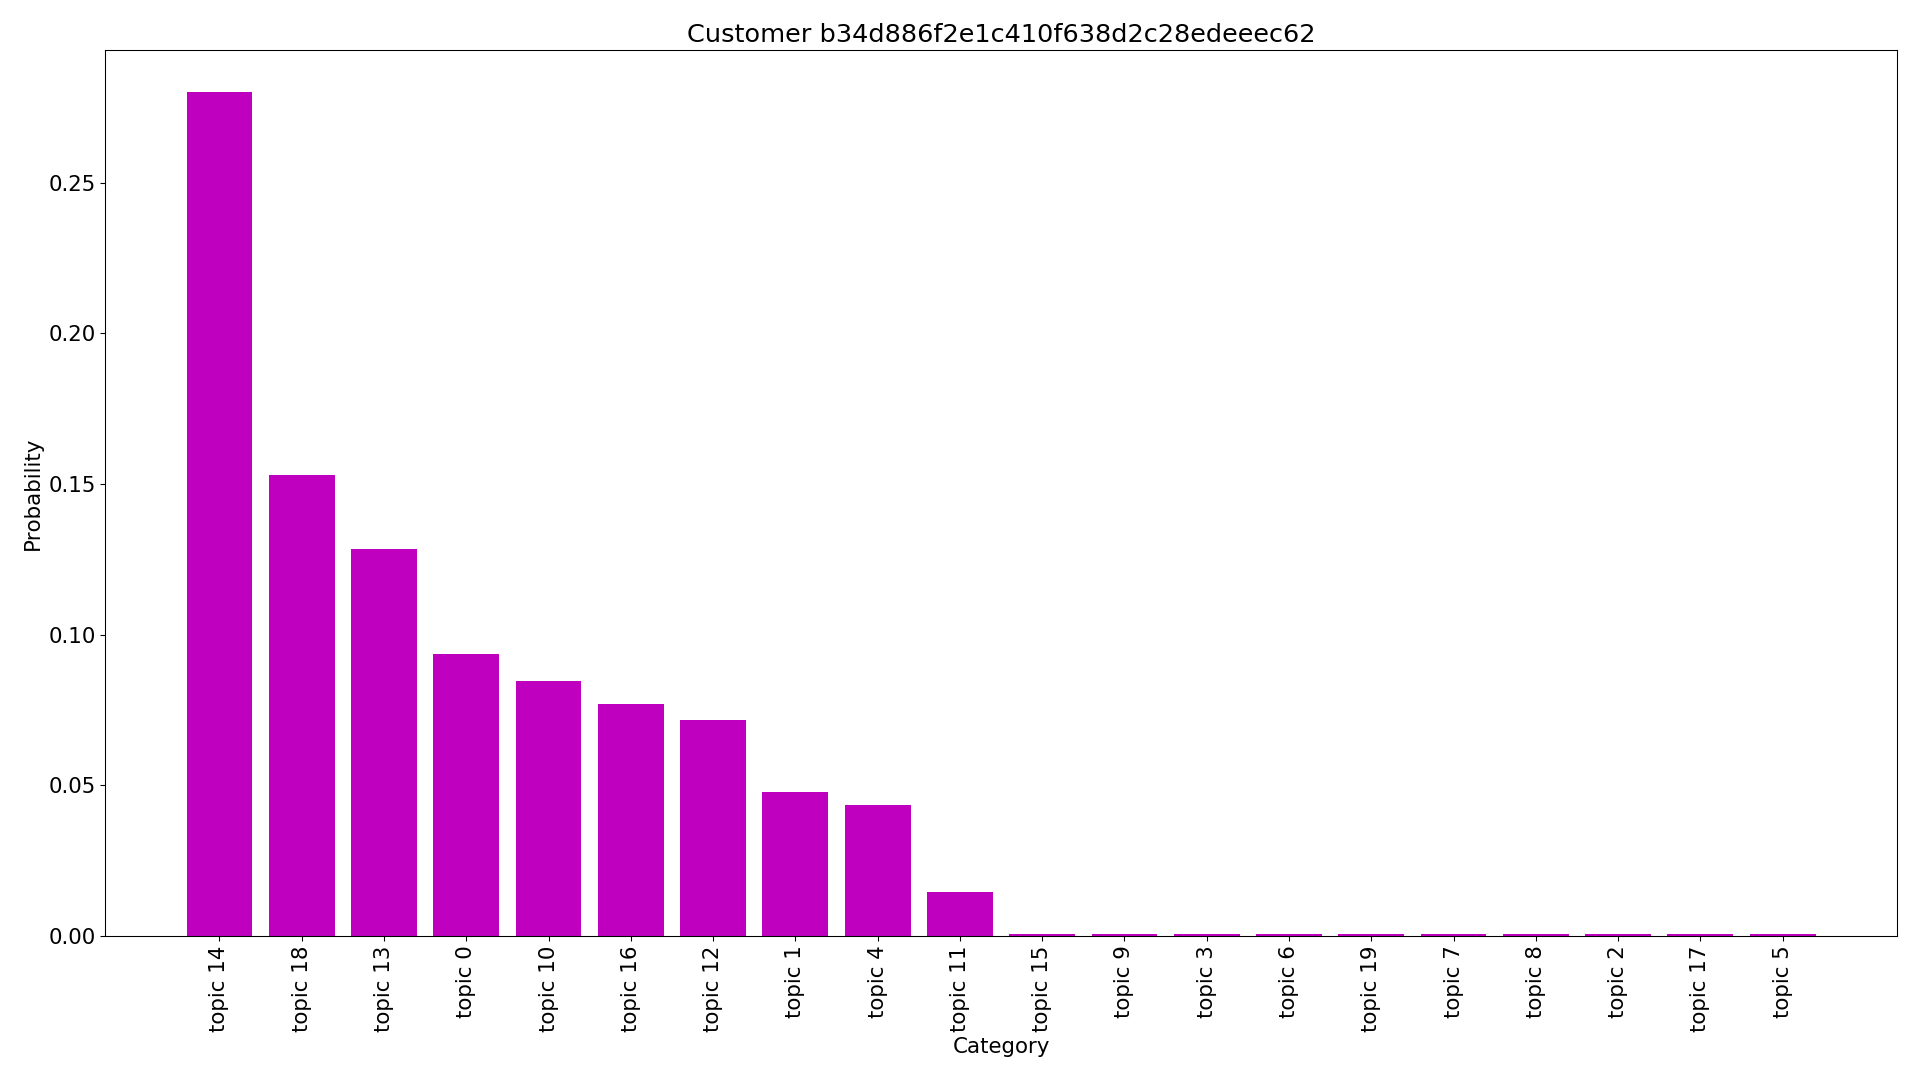 Customer b34d886f2e1c410f638d2c28edeeec62
Probability
0.25
0.20
0.15
0.10
0.05
0.00
topic 14
topic 18
topic 13
topic 0
topic 10
topic 16
topic 12
topic 1
topic 4
topic 11
topic 15
topic 9
topic 3
topic 6
topic 19
topic 7
topic 8
topic 2
topic 17
topic 5
Category